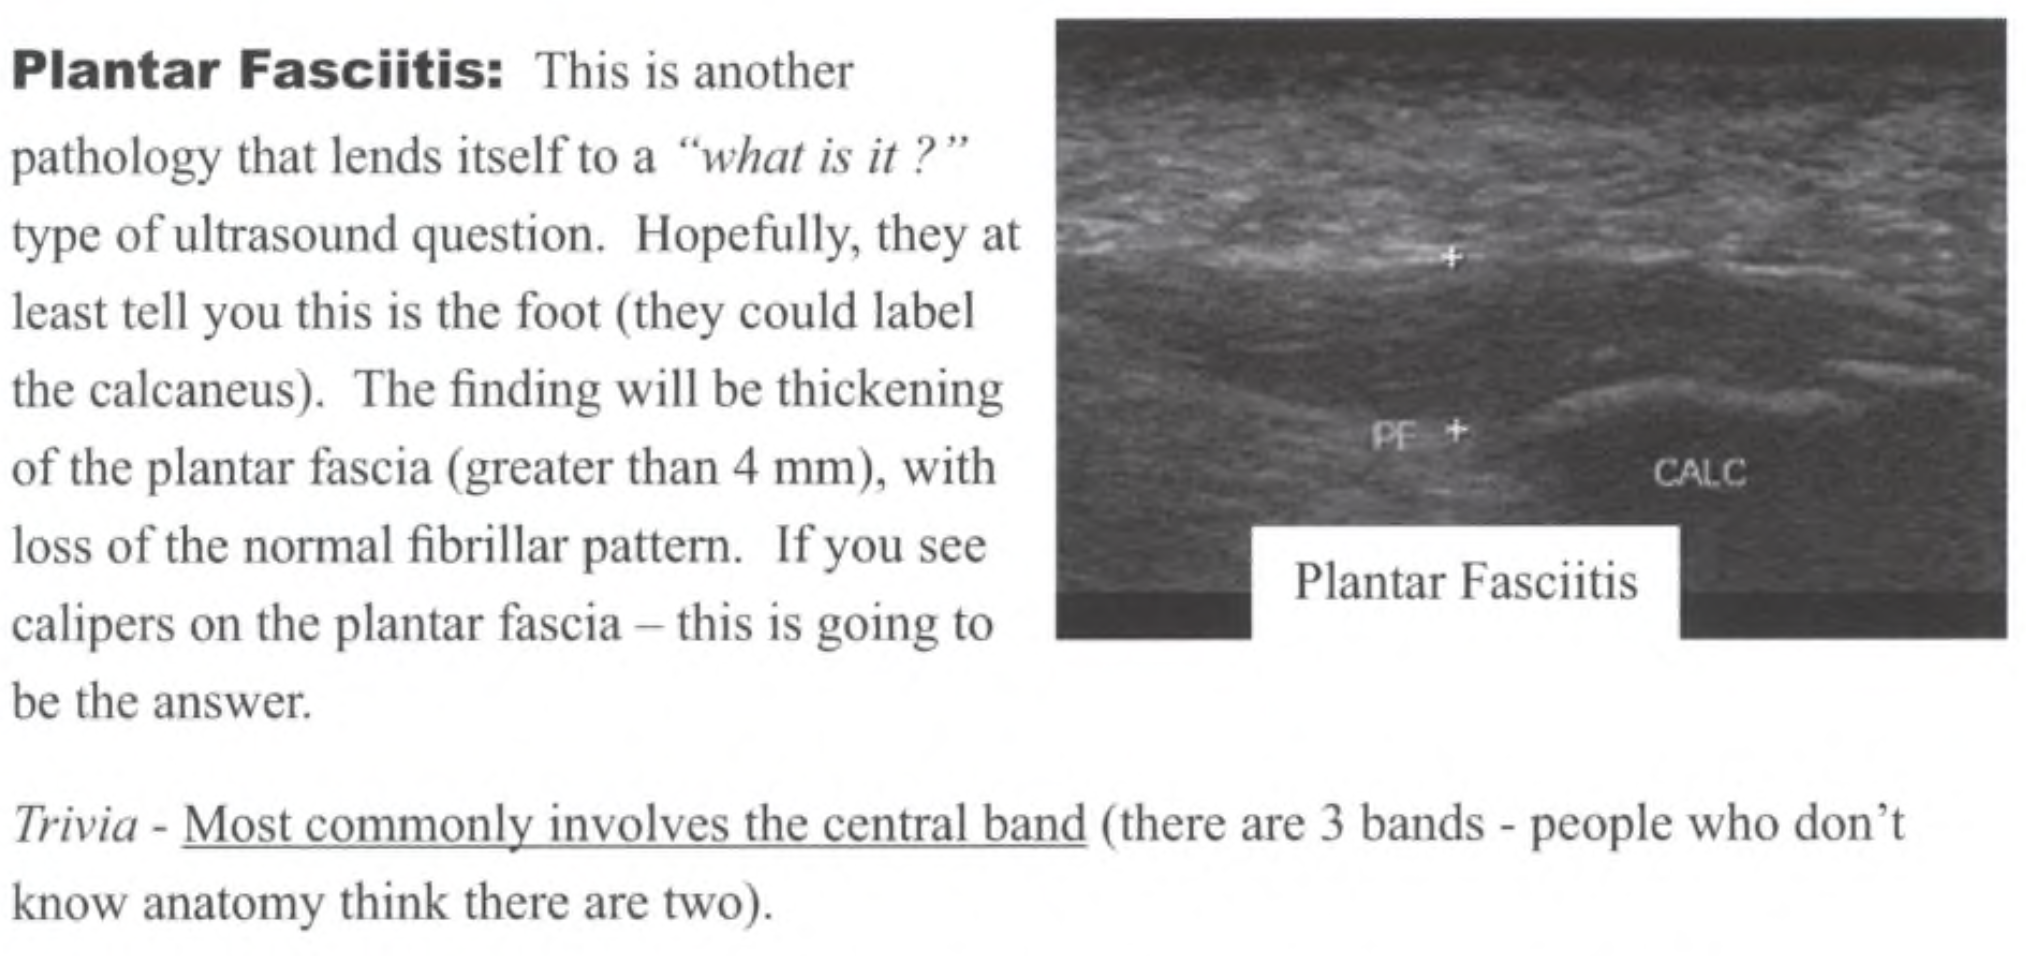 Plantar Fasciitis: This is another
pathology that lends itself to a “what is it ?”
type of ultrasound question. Hopefully, they at
least tell you this is the foot (they could label
the calcaneus). The finding will be thickening
of the plantar fascia (greater than 4 mm), with
loss of the normal fibrillar pattern. If you see
calipers on the plantar fascia – this is going to
be the answer.
PF
CALC
Plantar Fasciitis
Trivia - Most commonly involves the central band (there are 3 bands - people who don’t
know anatomy think there are two).